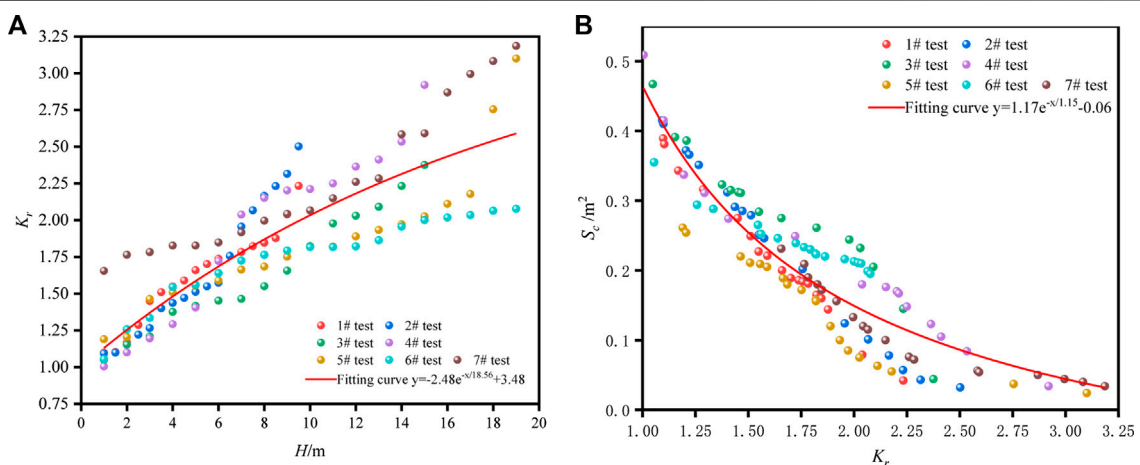 A
3.25
3.00
2.75
2.50
2.25
2.00
1.75
1.50
1.25
1.00
0.75
K_r
0 2 4 6 8 10 12 14 16 18 20
H/m
1# test 2# test
3# test 4# test
5# test 6# test 7# test
Fitting curve y=-2.48e^{-x/18.56}+3.48
B
0.5
0.4
0.3
0.2
0.1
0.0
S_c/m²
1.00 1.25 1.50 1.75 2.00 2.25 2.50 2.75 3.00 3.25
K_r
1# test 2# test
3# test 4# test
5# test 6# test 7# test
Fitting curve y=1.17e^{-x/1.15}-0.06